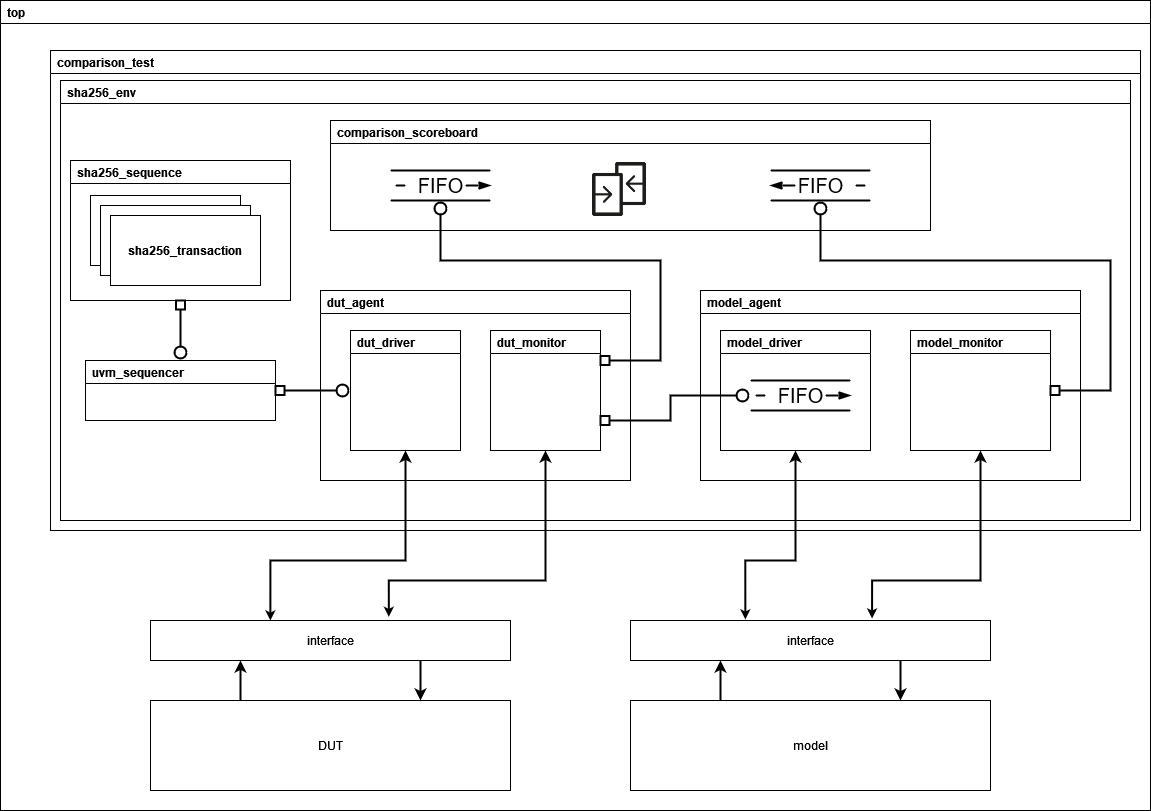 top
comparison_test
sha256_env
comparison_scoreboard
FIFO
FIFO
sha256_sequence
sha256_transaction
dut_agent
model_agent
dut_driver
dut_monitor
model_driver
model_monitor
uvm_sequencer
FIFO
interface
interface
DUT
model